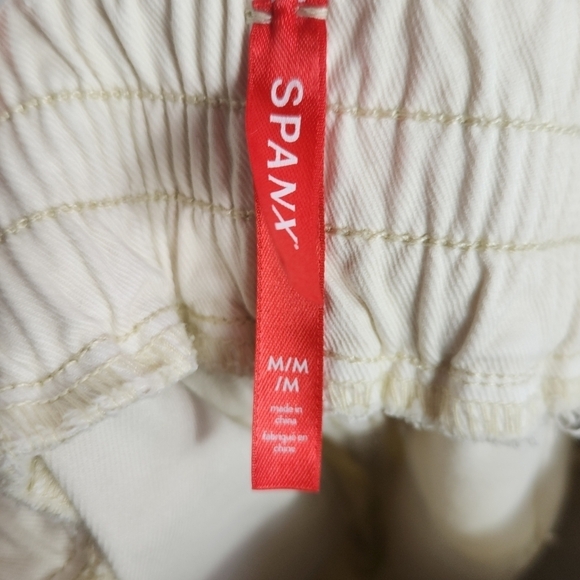 SPANX
M/M
/M
made in
china
fabriqué en
chine